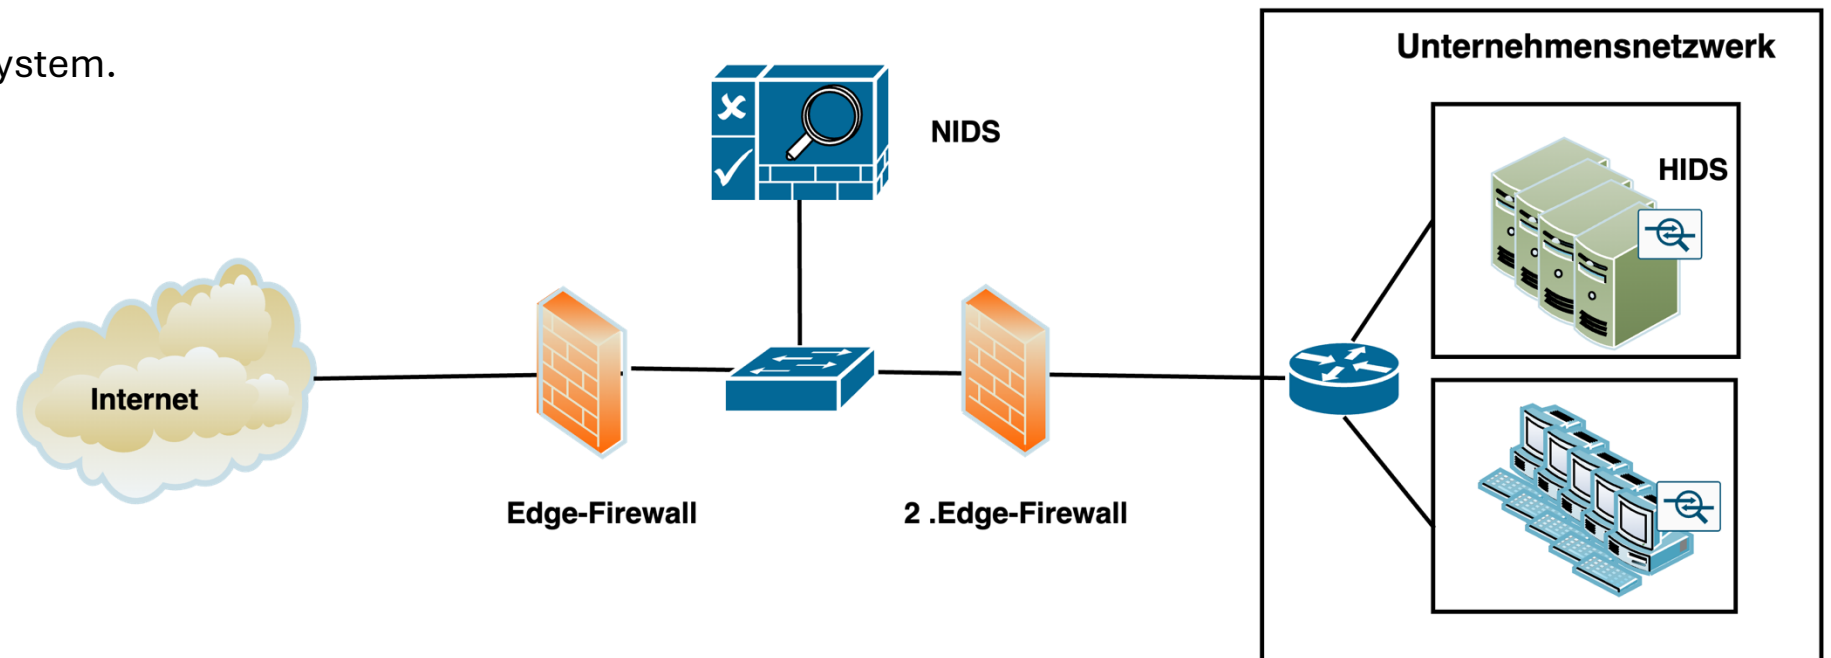 ystem.
Unternehmensnetzwerk
NIDS
HIDS
Internet
Edge-Firewall
2 .Edge-Firewall